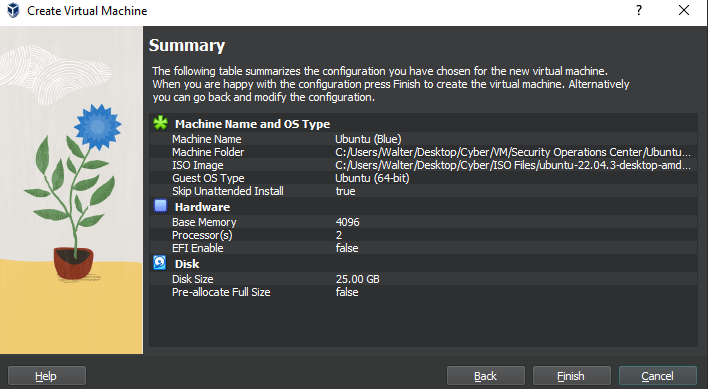 Create Virtual Machine
?
Summary
The following table summarizes the configuration you have chosen for the new virtual machine.
When you are happy with the configuration press Finish to create the virtual machine. Alternatively
you can go back and modify the configuration.
Machine Name and OS Type
Machine Name Ubuntu (Blue)
Machine Folder C:/Users/Walter/Desktop/Cyber/VM/Security Operations Center/Ubuntu...
ISO Image C:/Users/Walter/Desktop/Cyber/ISO Files/ubuntu-22.04.3-desktop-amd...
Guest OS Type Ubuntu (64-bit)
Skip Unattended Install true
Hardware
Base Memory 4096
Processor(s) 2
EFI Enable false
Disk
Disk Size 25.00 GB
Pre-allocate Full Size false
Help Back Finish Cancel